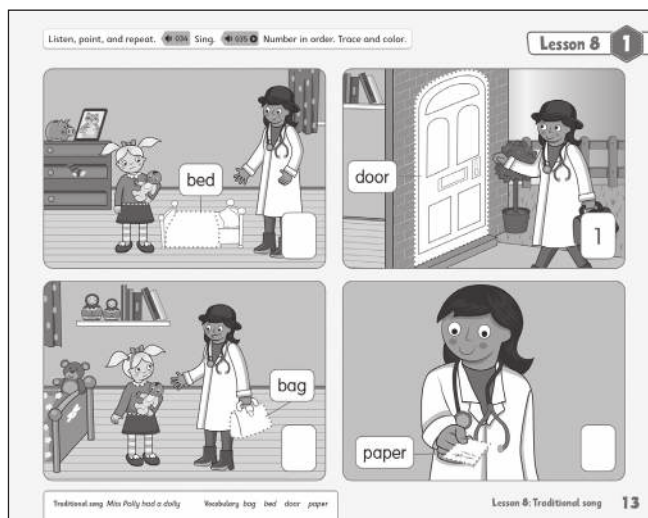 Listen, point, and repeat. 034 Sing. 035 Number in order. Trace and color.
Lesson 8 1
bed
door
1
bag
paper
Traditional song Miss Polly had a dolly Vocabulary bag bed door paper
Lesson 8: Traditional song 13